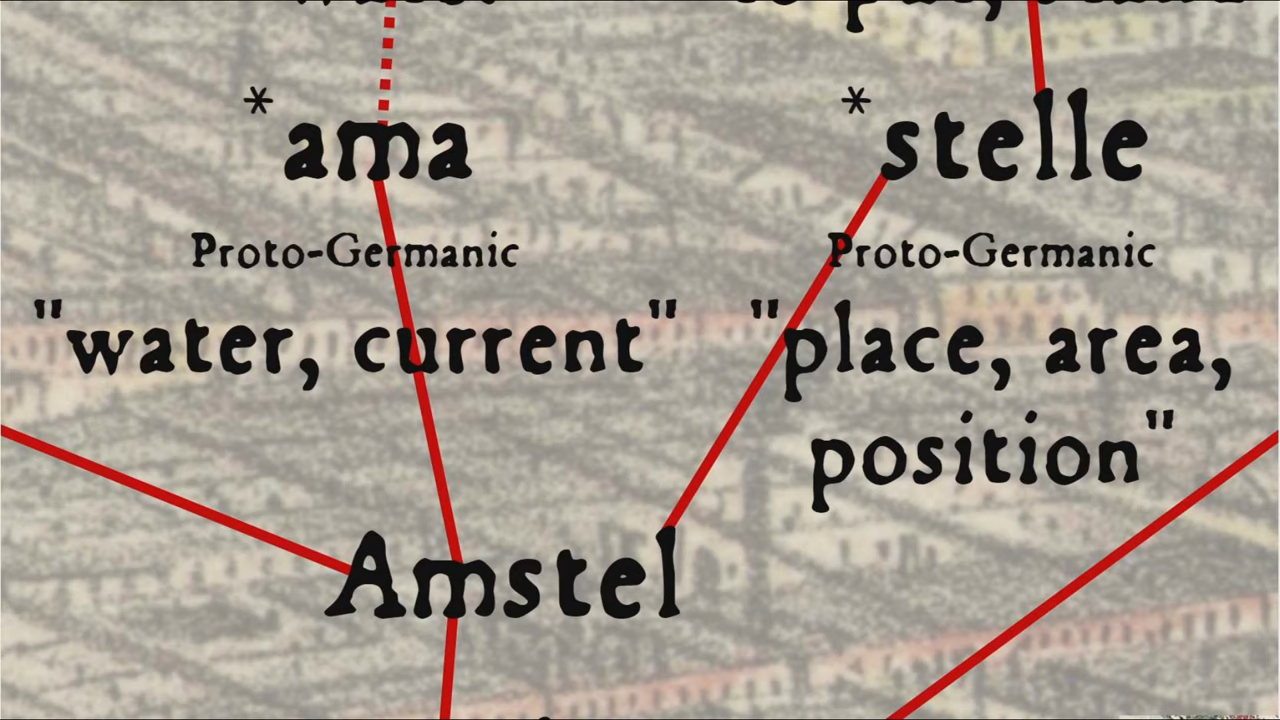 *ama
*stelle
Proto-Germanic
Proto-Germanic
"water, current"
"place, area,
position"
Amstel